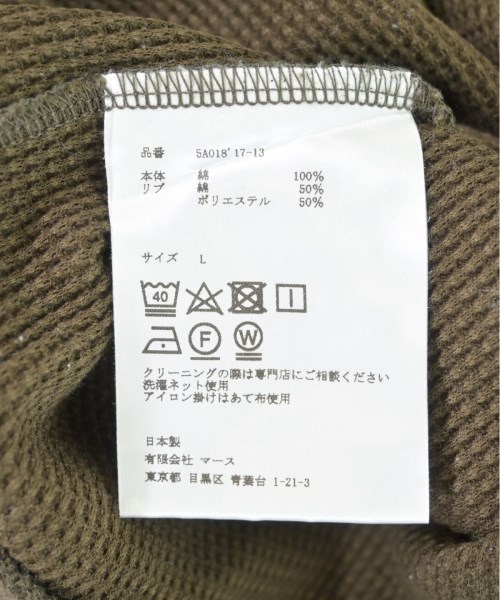 品番 5A018'17-13
本体 綿 100%
リブ 綿 50%
ポリエステル 50%
サイズ L
40
F W
クリーニングの際は専門店にご相談ください
洗濯ネット使用
アイロン掛けはあて布使用
日本製
有限会社 マース
東京都 目黒区 青葉台 1-21-3